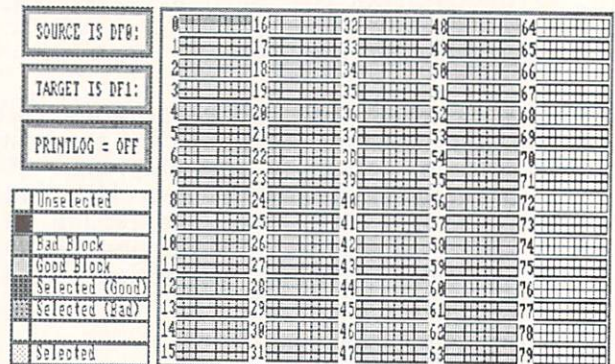 SOURCE IS DF0:
TARGET IS DF1:
PRINTLOG = OFF
Unselected
Bad Block
Good Block
Selected (Good)
Selected (Bad)
Selected
0 16 32 48 64
1 17 33 49 65
2 18 34 50 66
3 19 35 51 67
4 20 36 52 68
5 21 37 53 69
6 22 38 54 70
7 23 39 55 71
8 24 40 56 72
9 25 41 57 73
10 26 42 58 74
11 27 43 59 75
12 28 44 60 76
13 29 45 61 77
14 30 46 62 78
15 31 47 63 79